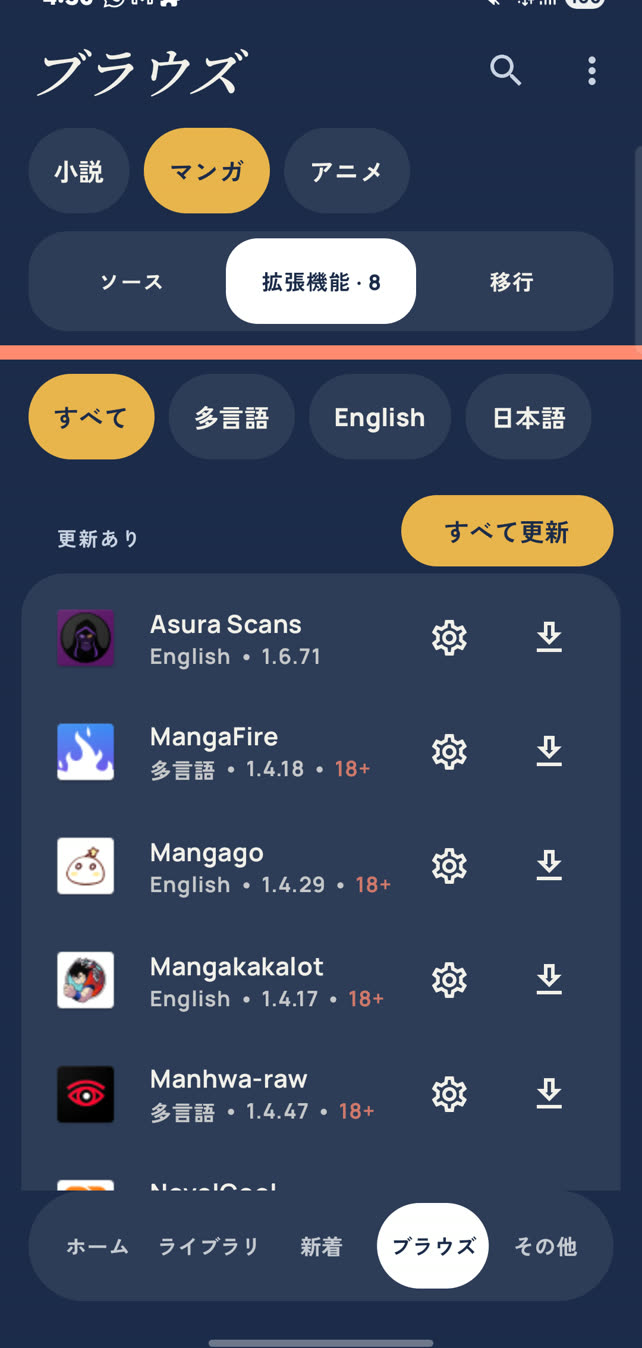 ブラウズ
小説 マンガ アニメ
ソース 拡張機能 · 8 移行
すべて 多言語 English 日本語
更新あり すべて更新
Asura Scans
English • 1.6.71
MangaFire
多言語 • 1.4.18 • 18+
Mangago
English • 1.4.29 • 18+
Mangakakalot
English • 1.4.17 • 18+
Manhwa-raw
多言語 • 1.4.47 • 18+
ホーム ライブラリ 新着 ブラウズ その他